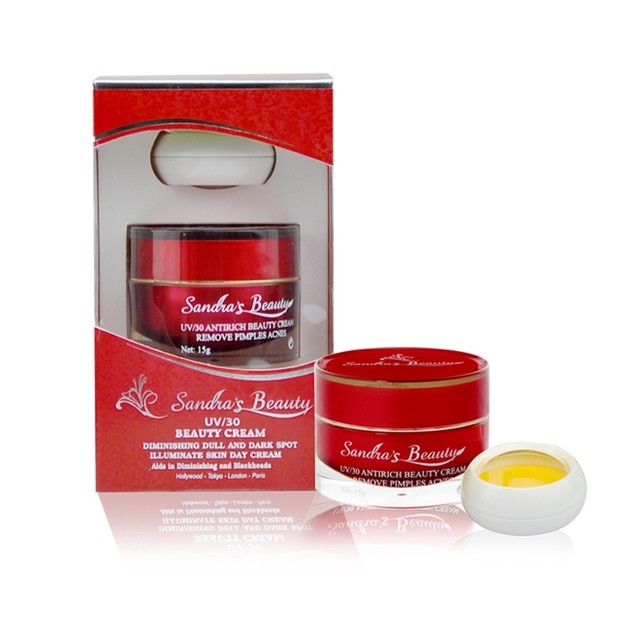 Sandra's Beauty
UV/30 ANTIRICH BEAUTY CREAM
REMOVE PIMPLES ACNES
Net: 15g
Sandra's Beauty
UV/30
BEAUTY CREAM
DIMINISHING DULL AND DARK SPOT
ILLUMINATE SKIN DAY CREAM
Aids in Diminishing and Blackheads
Hollywood - Tokyo - London - Paris
Sandra's Beauty
UV/30 ANTIRICH BEAUTY CREAM
REMOVE PIMPLES ACNES